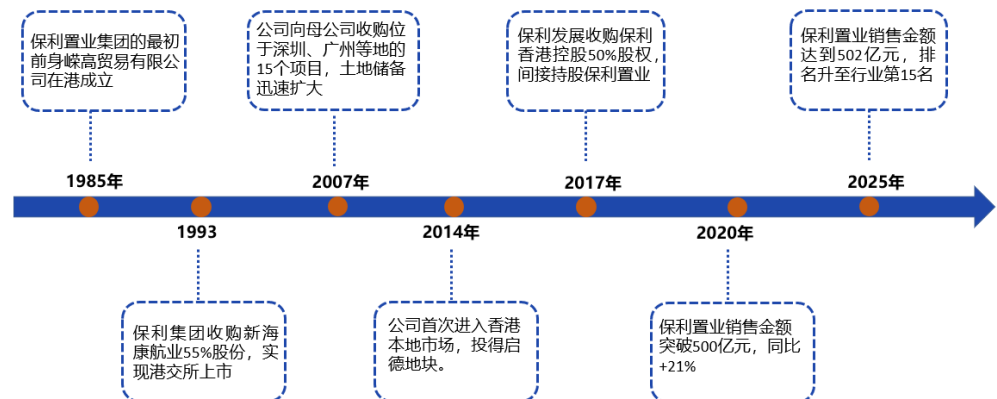 保利置业集团的最初
前身嵘高贸易有限公
司在港成立
公司向母公司收购位
于深圳、广州等地的
15个项目，土地储备
迅速扩大
保利发展收购保利
香港控股50%股权，
间接持股保利置业
保利置业销售金额
达到502亿元，排
名升至行业第15名
1985年
2007年
2017年
2025年
1993
2014年
2020年
保利集团收购新海
康航业55%股份，实
现港交所上市
公司首次进入香港
本地市场，投得启
德地块。
保利置业销售金额
突破500亿元，同比
+21%